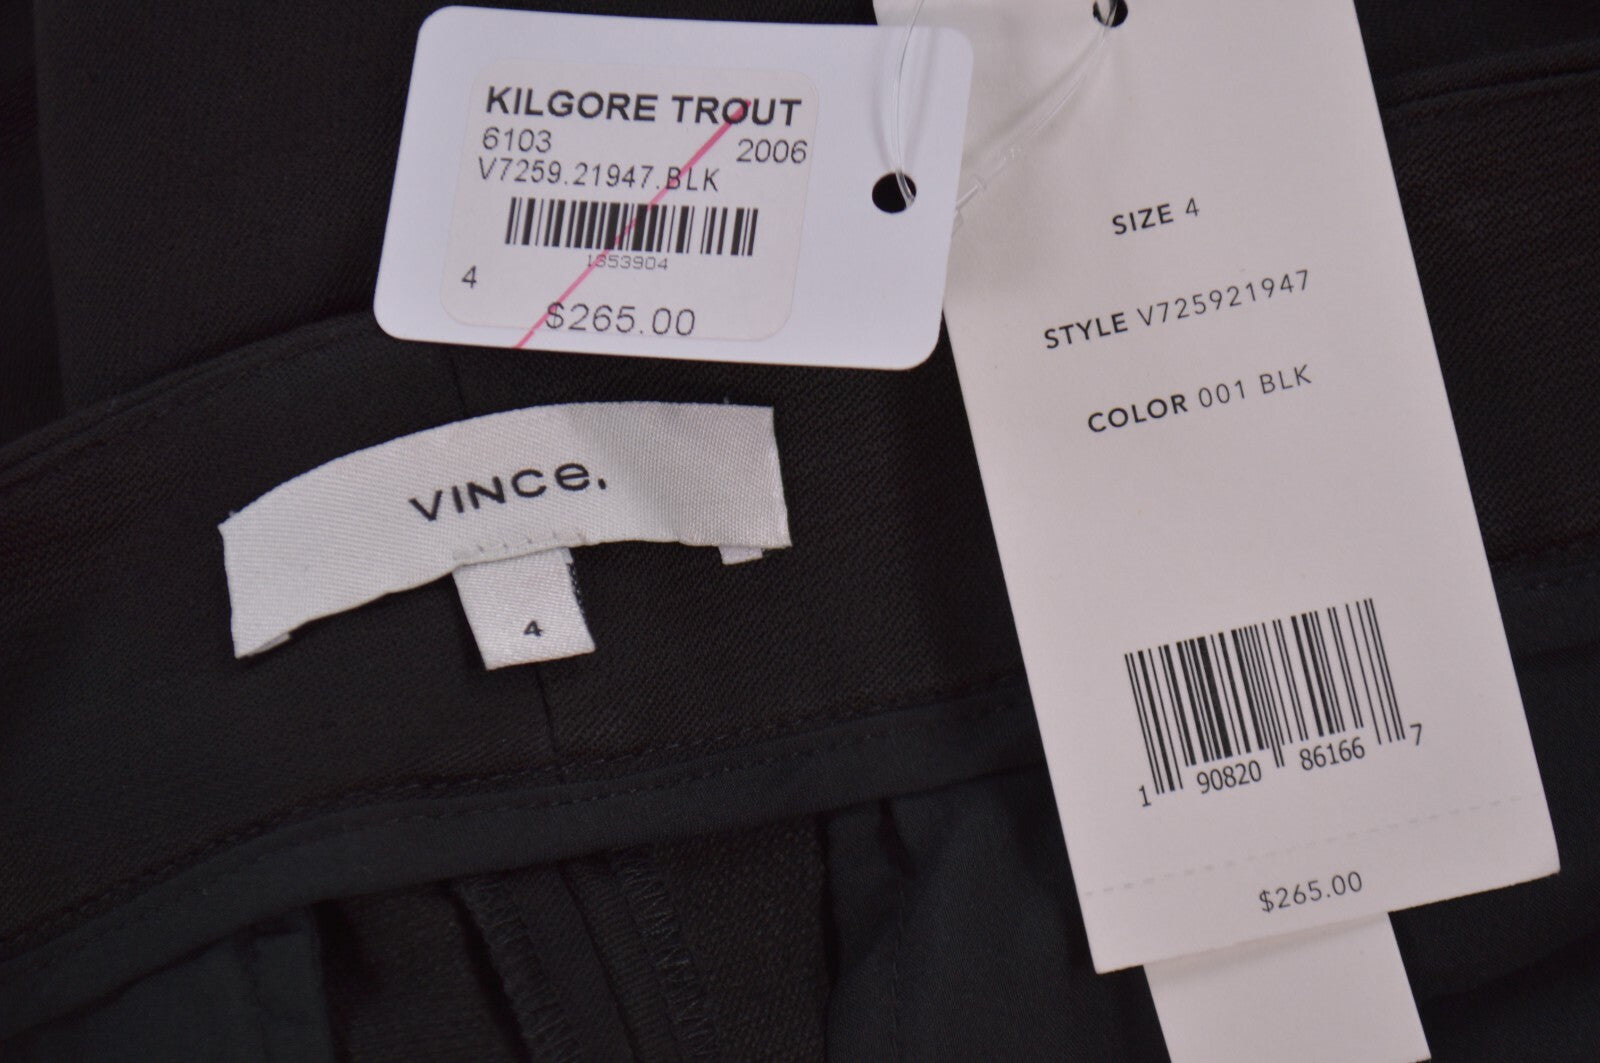 KILGORE TROUT
6103 2006
V7259.21947.BLK
1353904
4
$265.00
VINCE.
4
SIZE 4
STYLE V725921947
COLOR 001 BLK
1 90820 86166 7
$265.00